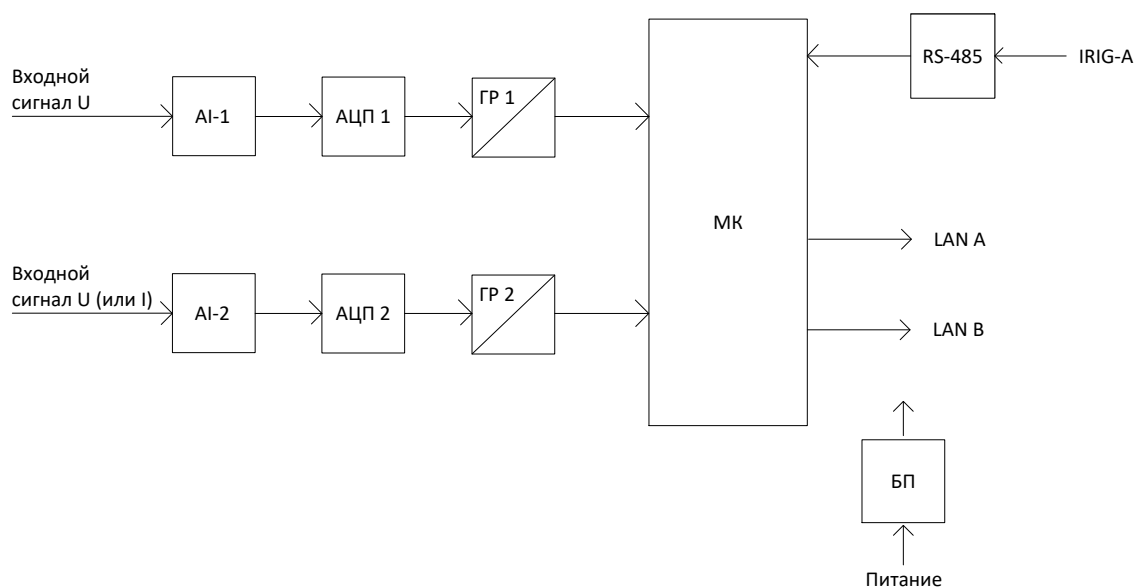 RS-485
IRIG-A
Входной
сигнал U
AI-1
АЦП 1
ГР 1
МК
LAN A
Входной
сигнал U (или I)
AI-2
АЦП 2
ГР 2
LAN B
БП
Питание